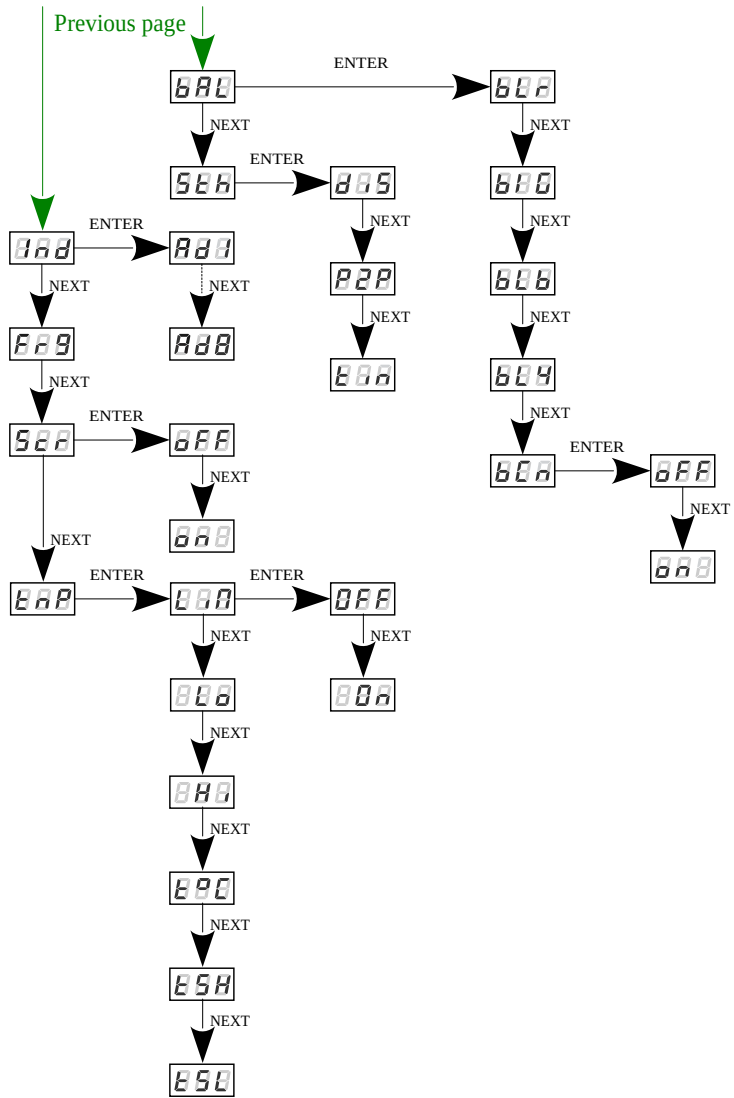 Previous page
ENTER
bAL
bLr
NEXT
NEXT
ENTER
Sth
diS
biG
ENTER
NEXT
NEXT
Ind
Ad1
P2P
bLb
NEXT
NEXT
NEXT
NEXT
Frq
Ad8
tin
bLY
NEXT
NEXT
ENTER
Scr
oFF
ENTER
bCn
oFF
NEXT
NEXT
on
NEXT
on
ENTER
ENTER
tnP
LiM
OFF
NEXT
NEXT
Lo
On
NEXT
Hi
NEXT
t°C
NEXT
tSH
NEXT
tSL